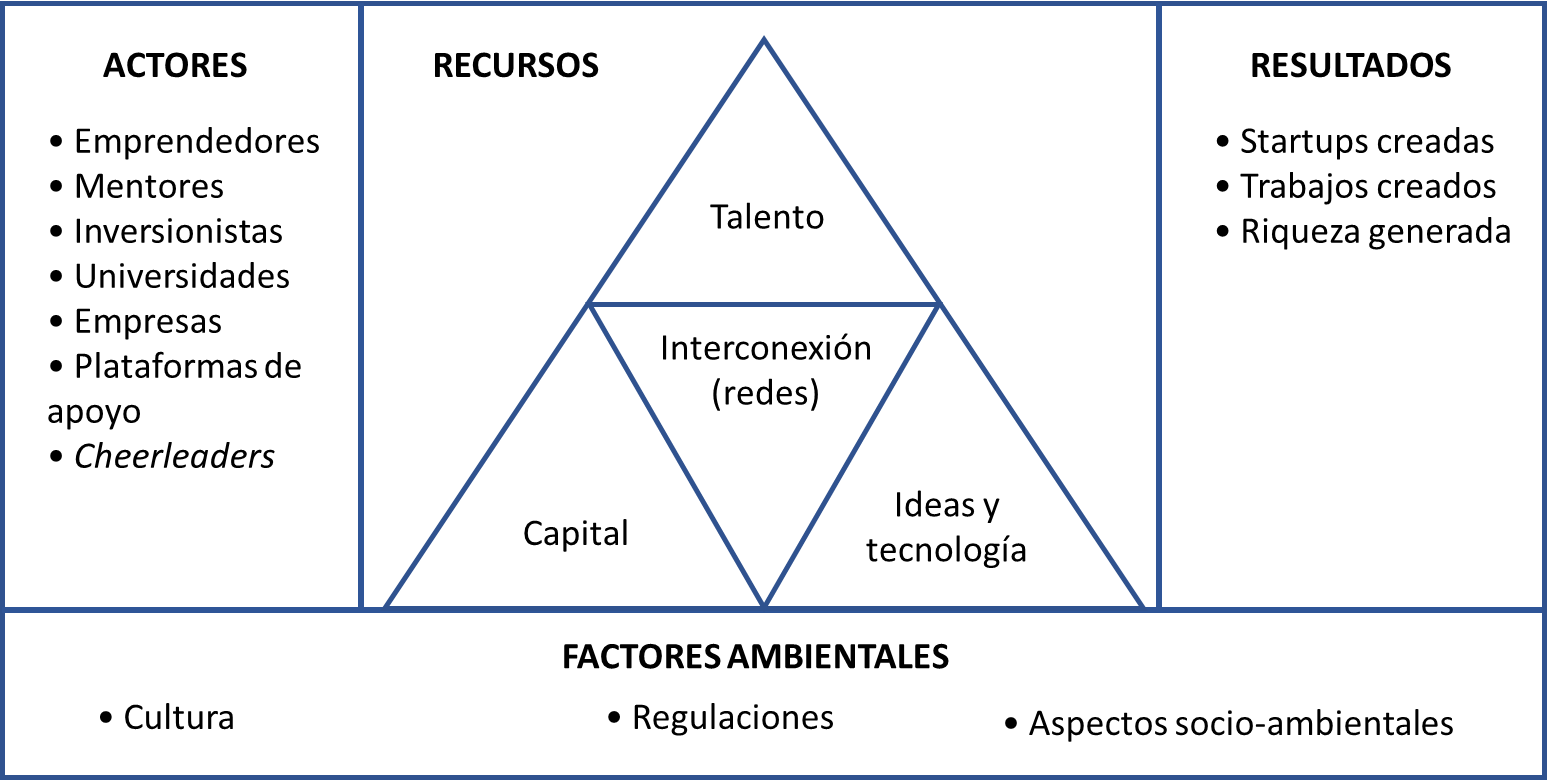 ACTORES
• Emprendedores
• Mentores
• Inversionistas
• Universidades
• Empresas
• Plataformas de
apoyo
• Cheerleaders
RECURSOS
Talento
Interconexión
(redes)
Capital
Ideas y
tecnología
RESULTADOS
• Startups creadas
• Trabajos creados
• Riqueza generada
FACTORES AMBIENTALES
• Cultura
• Regulaciones
• Aspectos socio-ambientales